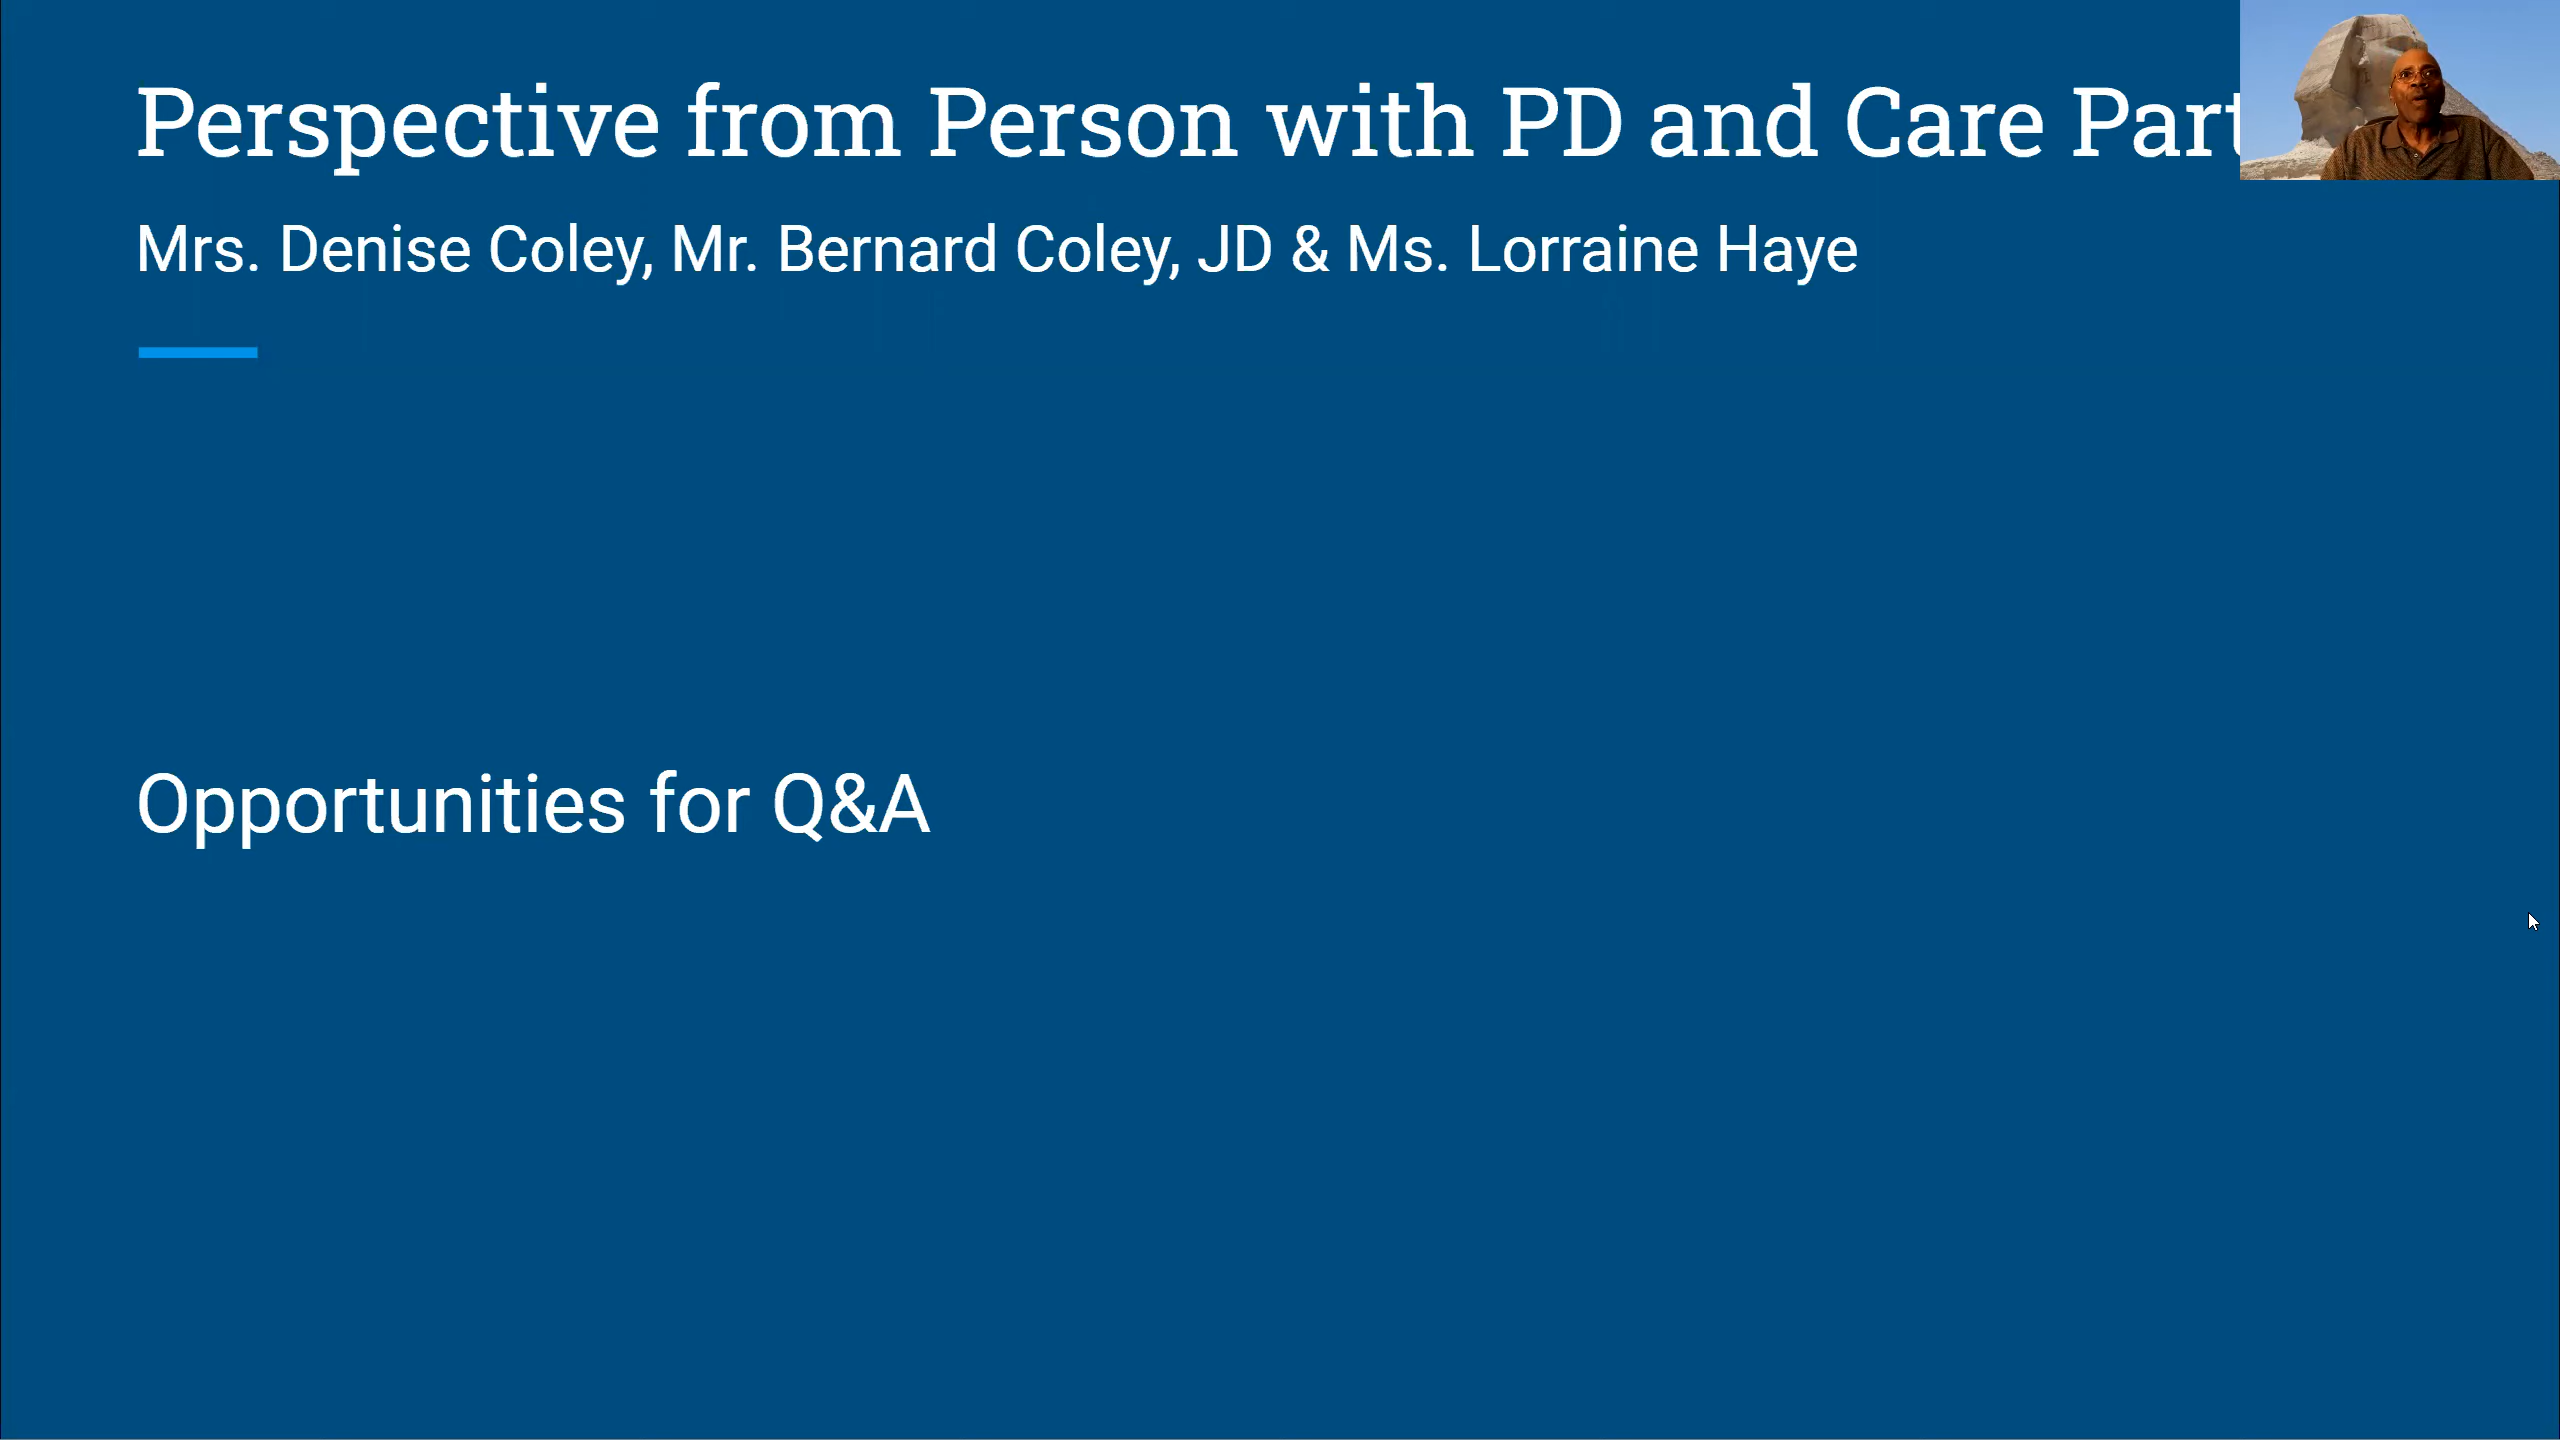 Perspective from Person with PD and Care Part
Mrs. Denise Coley, Mr. Bernard Coley, JD & Ms. Lorraine Haye
Opportunities for Q&A